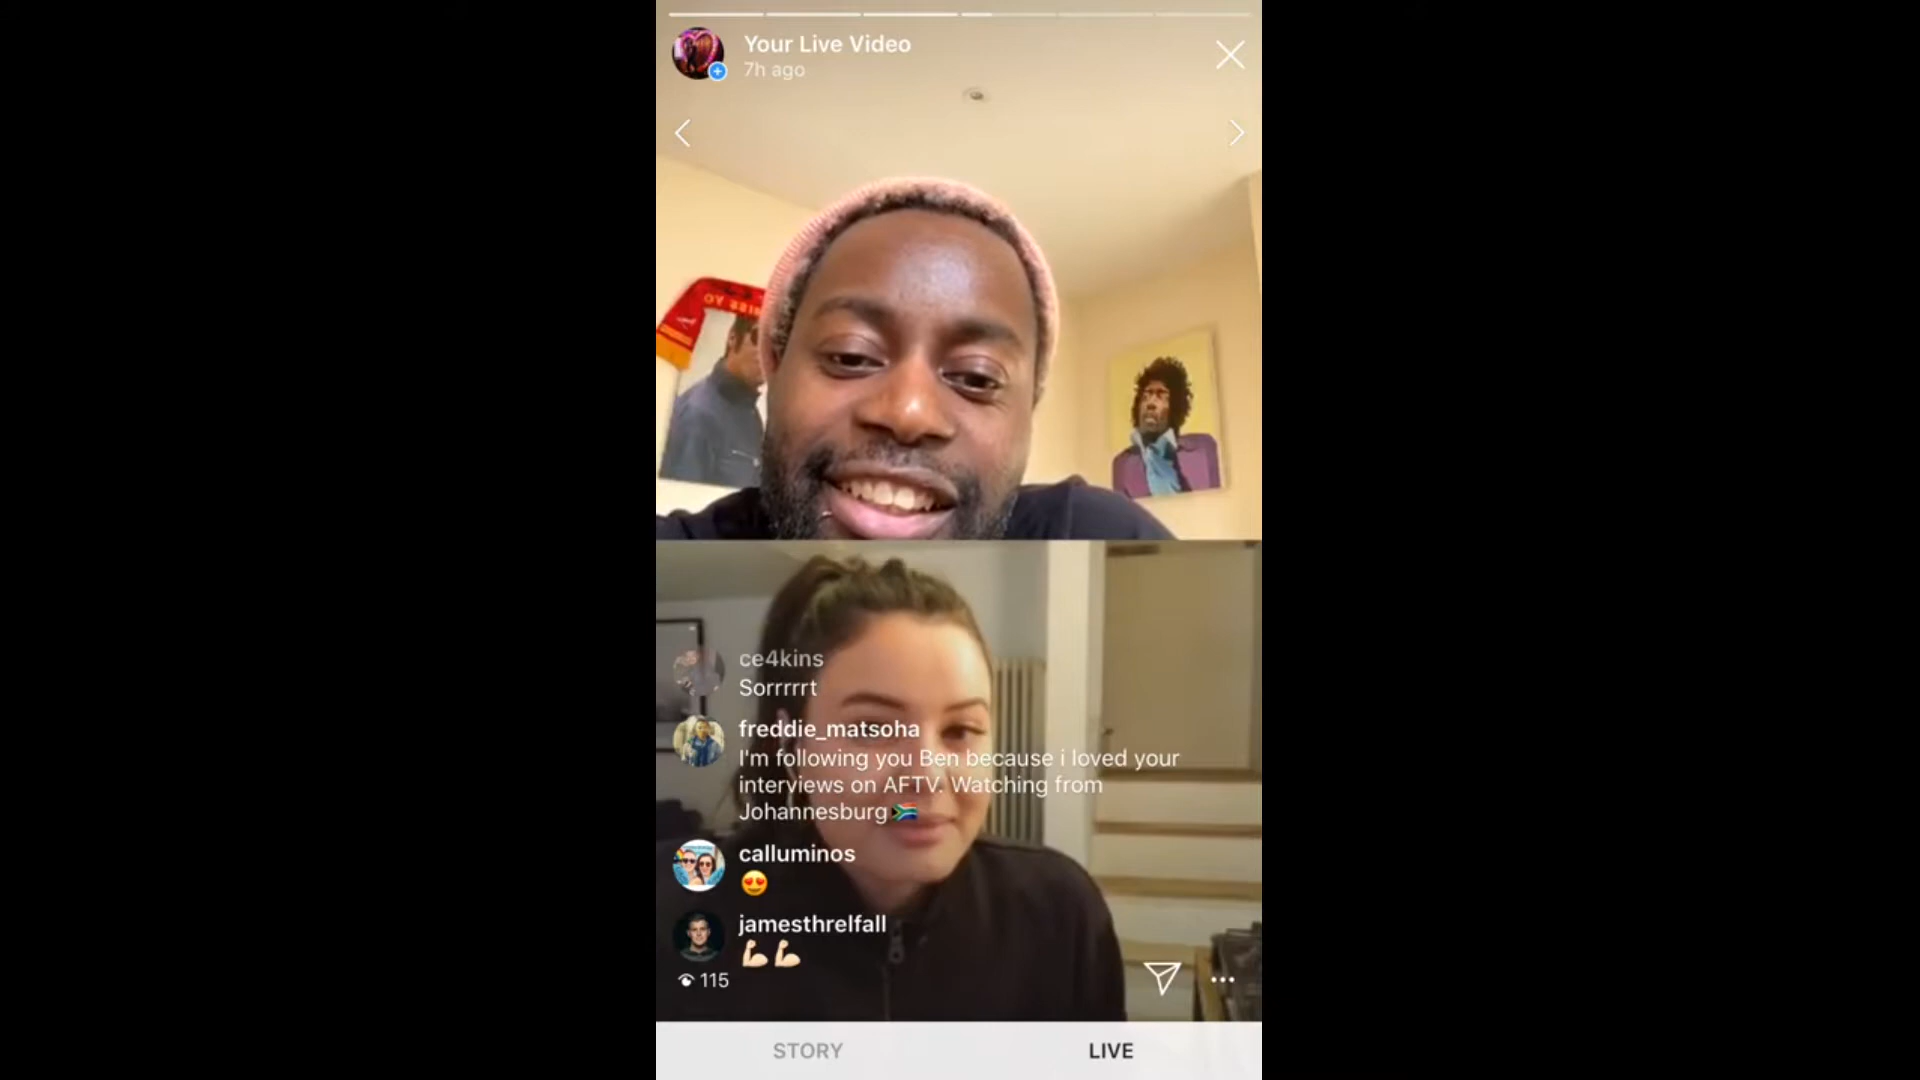 Your Live Video
7h ago
ce4kins
Sorrrrrt
freddie_matsoha
I'm following you Ben because i loved your
interviews on AFTV. Watching from
Johannesburg🇿🇦
calluminos
😍
jamesthrelfall
💪🏻💪🏻
115
STORY
LIVE